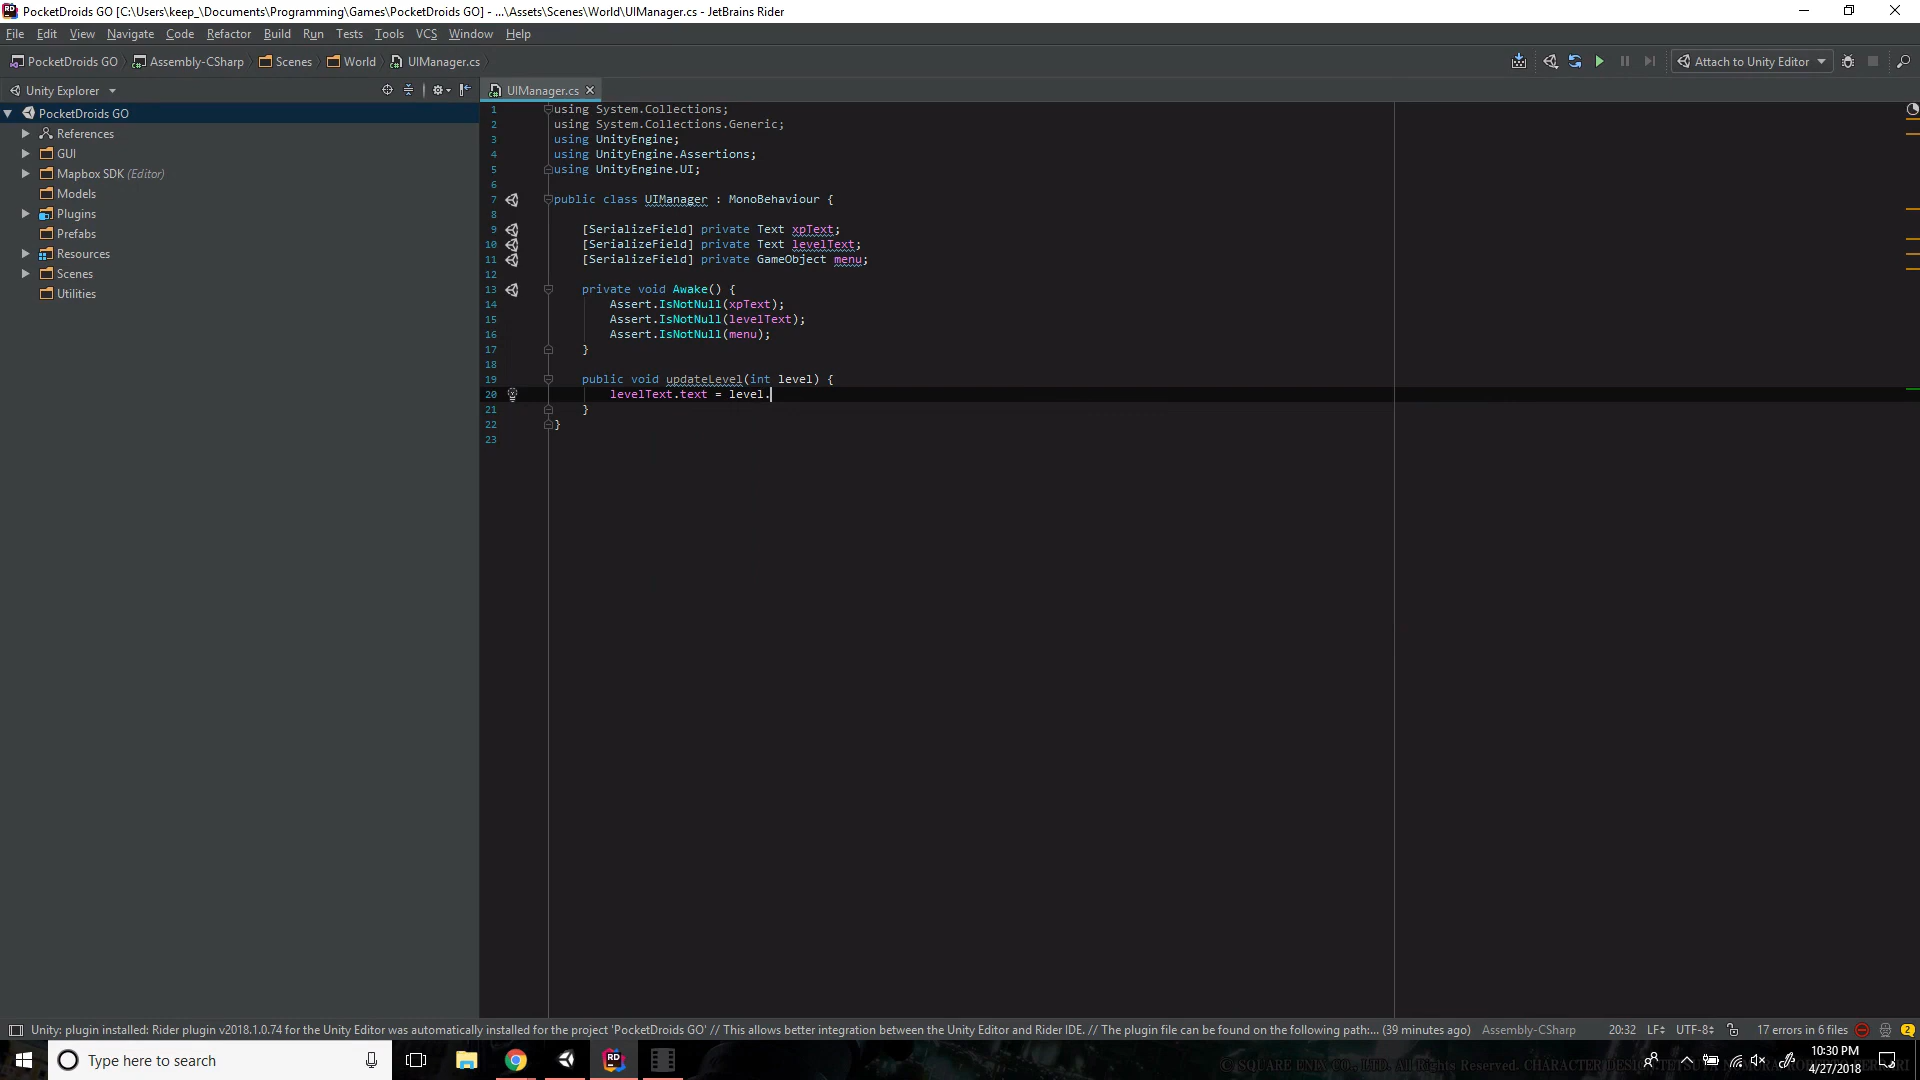 PocketDroids GO [C:\Users\keep_\Documents\Programming\Games\PocketDroids GO] - ...\Assets\Scenes\World\UIManager.cs - JetBrains Rider
File Edit View Navigate Code Refactor Build Run Tests Tools VCS Window Help
PocketDroids GO Assembly-CSharp Scenes World UIManager.cs Attach to Unity Editor
Unity Explorer
UIManager.cs
PocketDroids GO
References
GUI
Mapbox SDK (Editor)
Models
Plugins
Prefabs
Resources
Scenes
Utilities
1 using System.Collections;
2 using System.Collections.Generic;
3 using UnityEngine;
4 using UnityEngine.Assertions;
5 using UnityEngine.UI;
6
7 public class UIManager : MonoBehaviour {
8
9 [SerializeField] private Text xpText;
10 [SerializeField] private Text levelText;
11 [SerializeField] private GameObject menu;
12
13 private void Awake() {
14 Assert.IsNotNull(xpText);
15 Assert.IsNotNull(levelText);
16 Assert.IsNotNull(menu);
17 }
18
19 public void updateLevel(int level) {
20 levelText.text = level.
21 }
22 }
23
Unity: plugin installed: Rider plugin v2018.1.0.74 for the Unity Editor was automatically installed for the project 'PocketDroids GO' // This allows better integration between the Unity Editor and Rider IDE. // The plugin file can be found on the following path:... (39 minutes ago) Assembly-CSharp 20:32 LF UTF-8 17 errors in 6 files 2
Type here to search
10:30 PM
4/27/2018